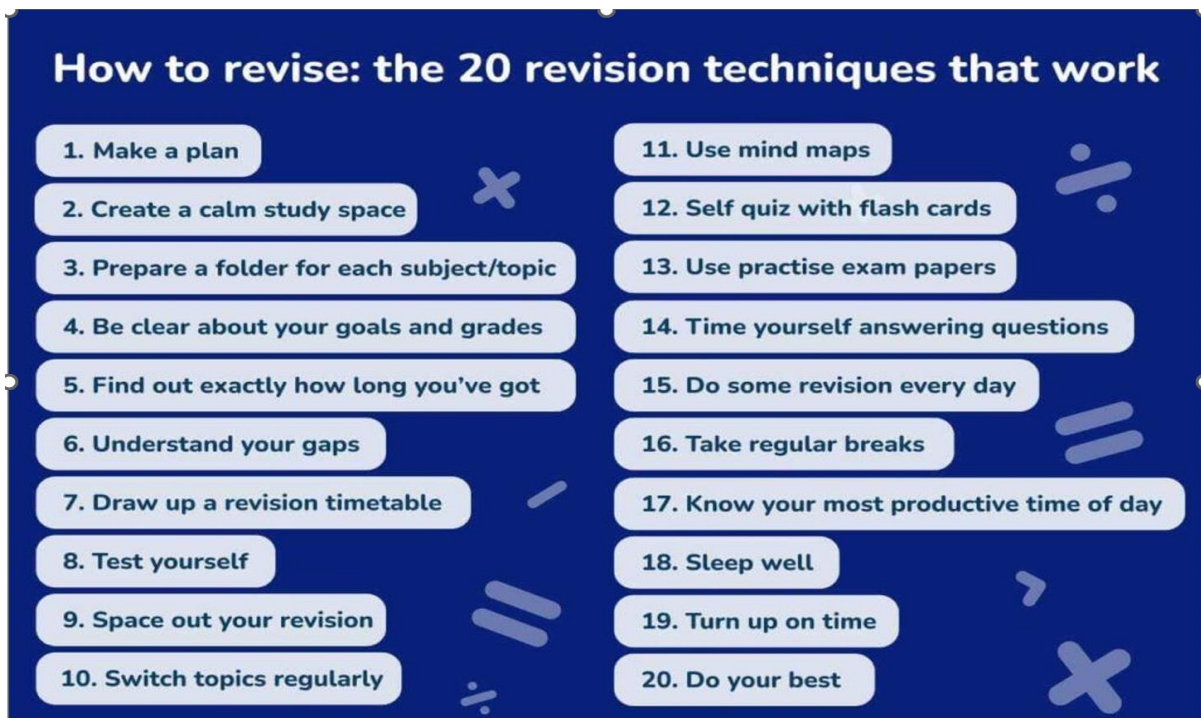 How to revise: the 20 revision techniques that work
1. Make a plan
2. Create a calm study space
3. Prepare a folder for each subject/topic
4. Be clear about your goals and grades
5. Find out exactly how long you’ve got
6. Understand your gaps
7. Draw up a revision timetable
8. Test yourself
9. Space out your revision
10. Switch topics regularly
11. Use mind maps
12. Self quiz with flash cards
13. Use practise exam papers
14. Time yourself answering questions
15. Do some revision every day
16. Take regular breaks
17. Know your most productive time of day
18. Sleep well
19. Turn up on time
20. Do your best